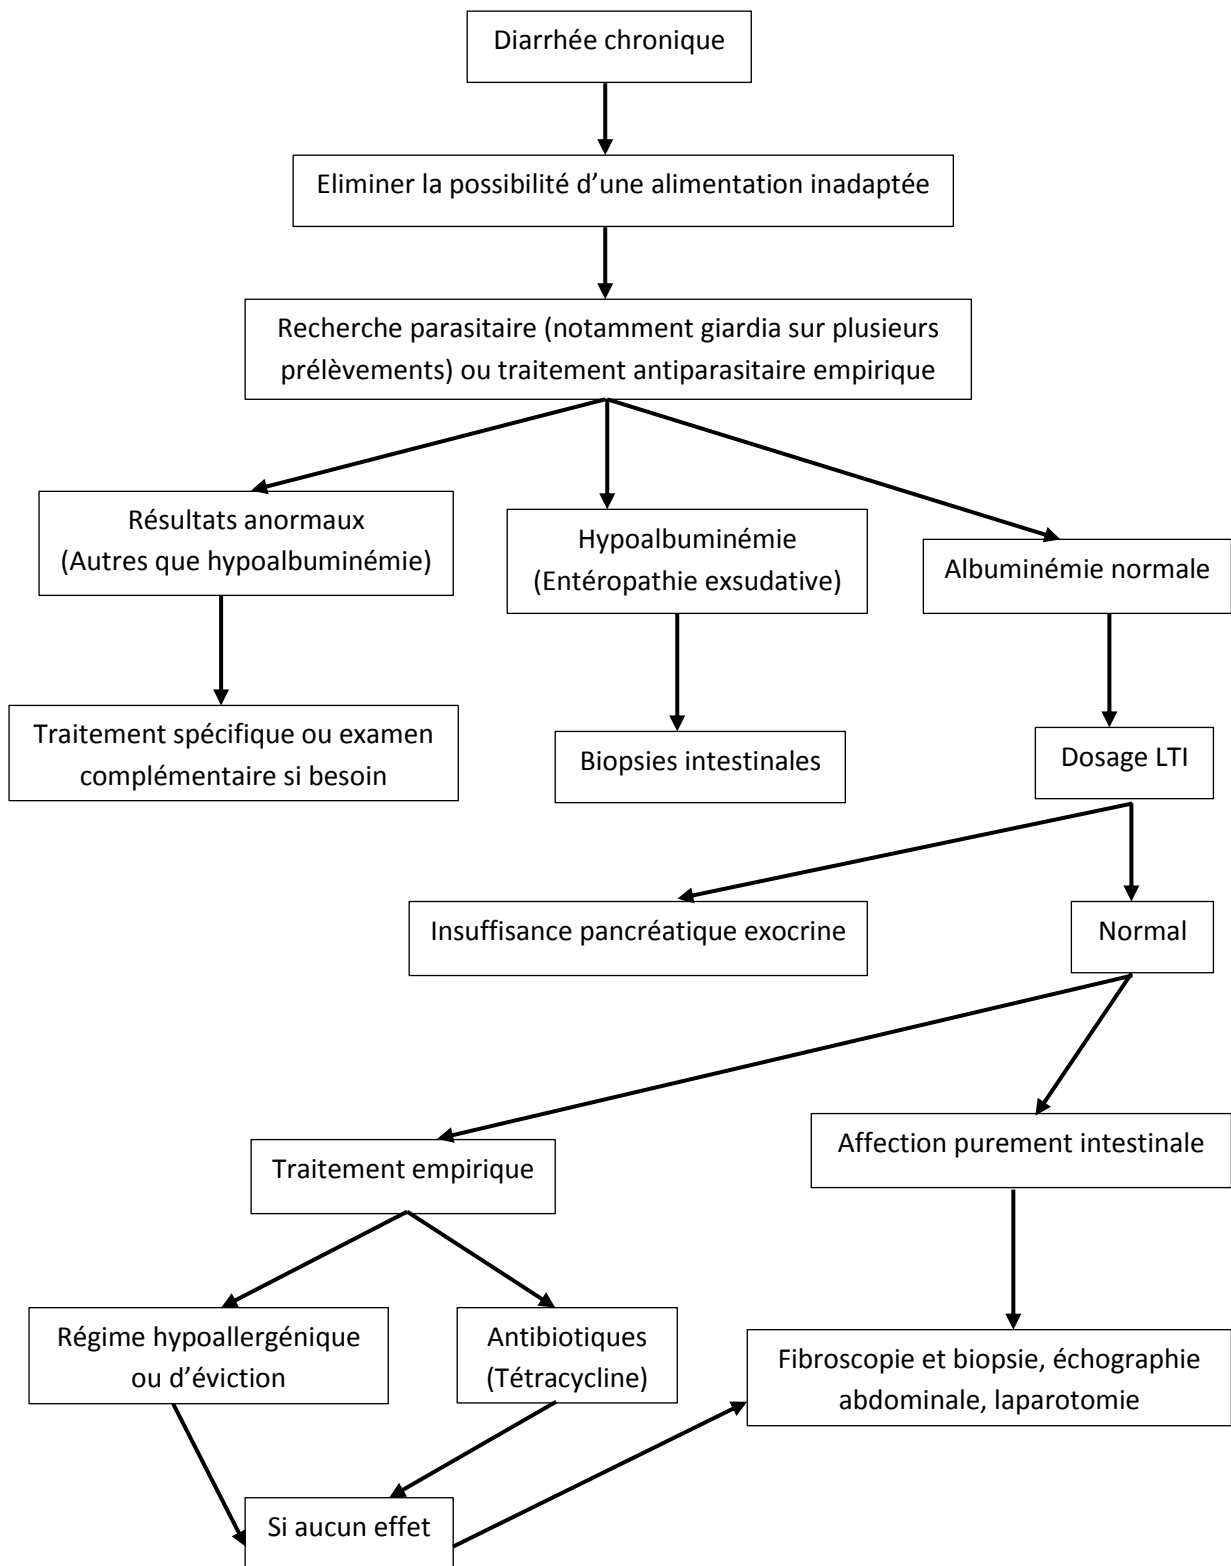 Diarrhée chronique
Eliminer la possibilité d’une alimentation inadaptée
Recherche parasitaire (notamment giardia sur plusieurs
prélèvements) ou traitement antiparasitaire empirique
Résultats anormaux
(Autres que hypoalbuminémie)
Hypoalbuminémie
(Entéropathie exsudative)
Albuminémie normale
Traitement spécifique ou examen
complémentaire si besoin
Biopsies intestinales
Dosage LTI
Insuffisance pancréatique exocrine
Normal
Traitement empirique
Affection purement intestinale
Régime hypoallergénique
ou d’éviction
Antibiotiques
(Tétracycline)
Fibroscopie et biopsie, échographie
abdominale, laparotomie
Si aucun effet